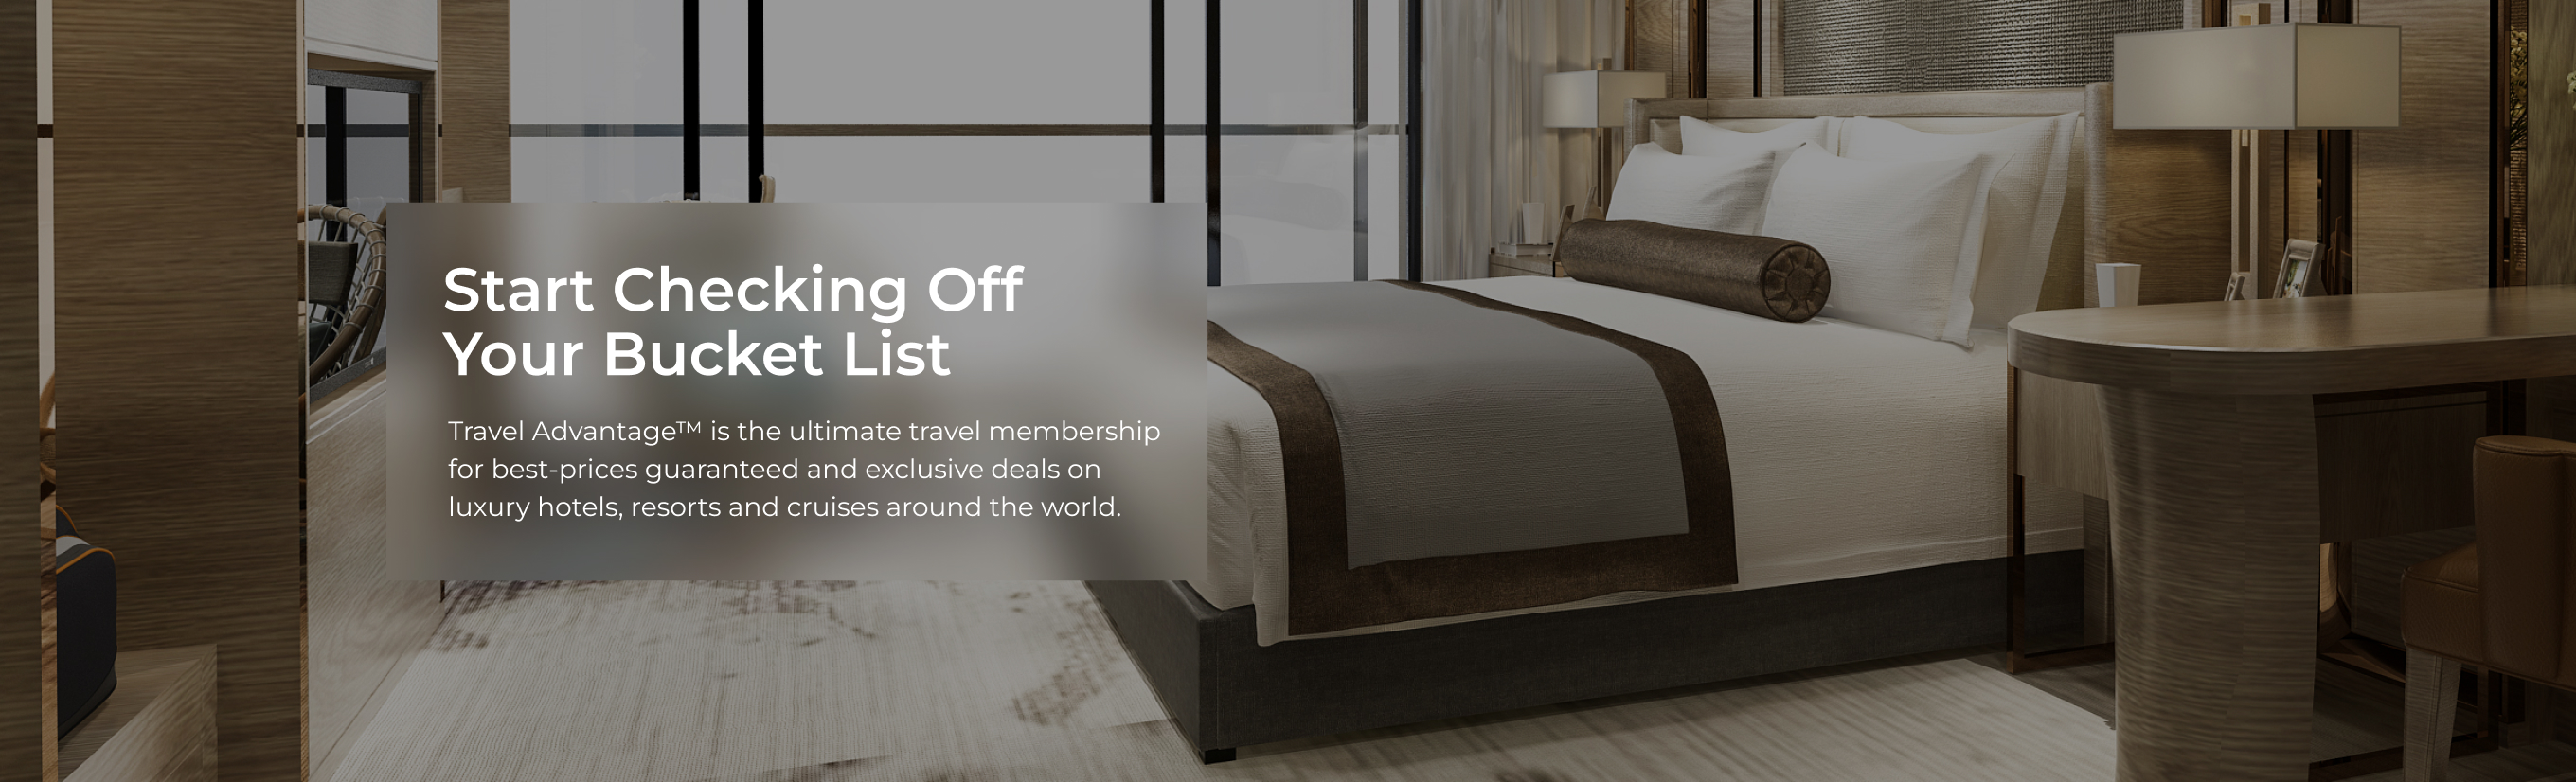 Start Checking Off
Your Bucket List
Travel Advantage™ is the ultimate travel membership
for best-prices guaranteed and exclusive deals on
luxury hotels, resorts and cruises around the world.